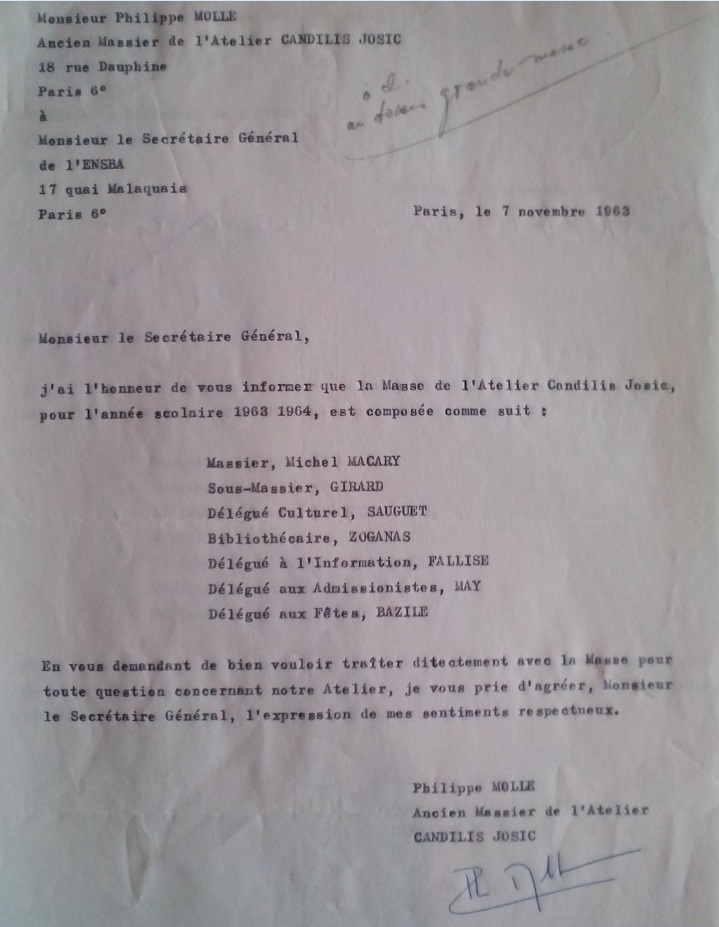 Monsieur Philippe MOLLE
Ancien Massier de l'Atelier CANDILIS JOSIC
18 rue Dauphine
Paris 6°
à
Monsieur le Secrétaire Général
de l'ENSBA
17 quai Malaquais
Paris 6°
grande masse
Paris, le 7 novembre 1963
Monsieur le Secrétaire Général,
j'ai l'honneur de vous informer que la Masse de l'Atelier Candilis Josic,
pour l'année scolaire 1963 1964, est composée comme suit :
Massier, Michel MACARY
Sous-Massier, GIRARD
Délégué Culturel, SAUGUET
Bibliothécaire, ZOGANAS
Délégué à l'Information, FALLISE
Délégué aux Admissionistes, MAY
Délégué aux Fêtes, BAZILE
En vous demandant de bien vouloir traîter ditectement avec la Masse pour
toute question concernant notre Atelier, je vous prie d'agréer, Monsieur
le Secrétaire Général, l'expression de mes sentiments respectueux.
Philippe MOLLE
Ancien Massier de l'Atelier
CANDILIS JOSIC